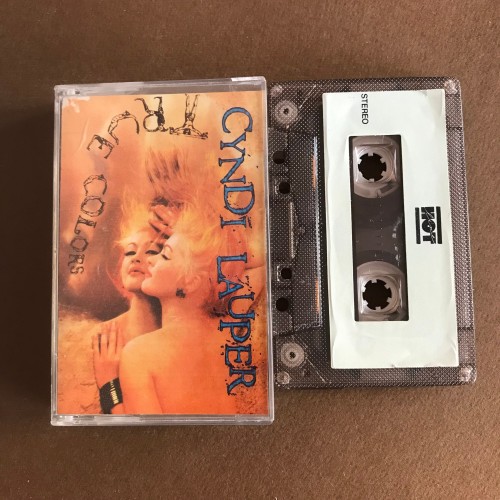 CYNDI LAUPER
TRUE COLORS
STEREO
HOT